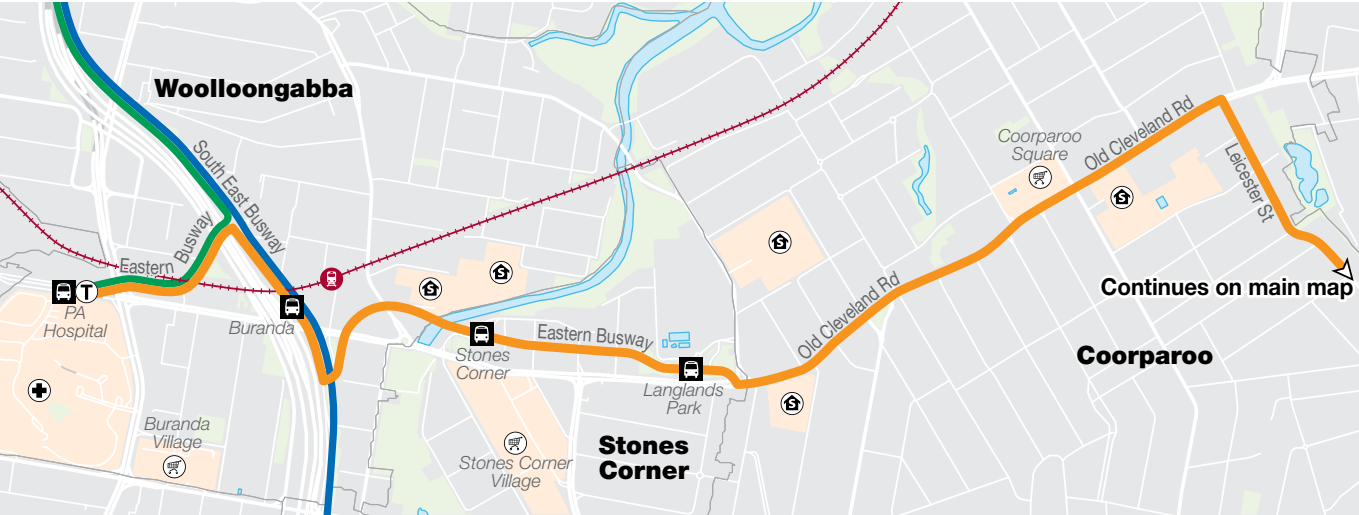 Woolloongabba
South East Busway
Eastern Busway
T
PA
Hospital
Buranda
Buranda
Village
Stones
Corner
Eastern Busway
Langlands
Park
Stones Corner
Village
Stones
Corner
S
S
S
S
S
Old Cleveland Rd
Coorparoo
Square
Old Cleveland Rd
Leicester St
Continues on main map
Coorparoo